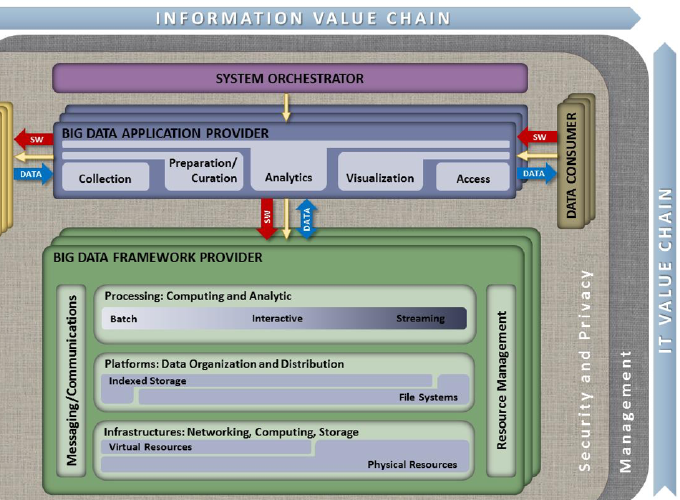 INFORMATION VALUE CHAIN
SYSTEM ORCHESTRATOR
BIG DATA APPLICATION PROVIDER
Collection
Preparation/
Curation
Analytics
Visualization
Access
SW
DATA
SW
DATA
DATA CONSUMER
SW
DATA
BIG DATA FRAMEWORK PROVIDER
Messaging/Communications
Processing: Computing and Analytic
Batch
Interactive
Streaming
Platforms: Data Organization and Distribution
Indexed Storage
File Systems
Infrastructures: Networking, Computing, Storage
Virtual Resources
Physical Resources
Resource Management
Security and Privacy
Management
IT VALUE CHAIN